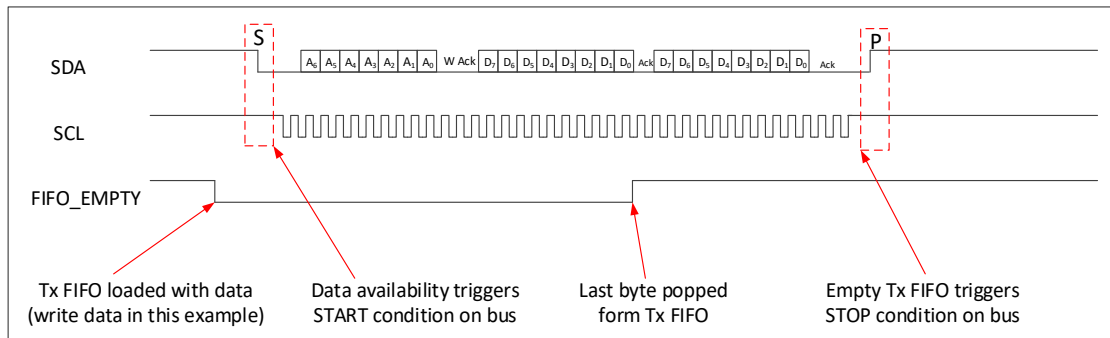 S P
SDA A6 A5 A4 A3 A2 A1 A0 W Ack D7 D6 D5 D4 D3 D2 D1 D0 Ack D7 D6 D5 D4 D3 D2 D1 D0 Ack
SCL
FIFO_EMPTY
Tx FIFO loaded with data
(write data in this example)
Data availability triggers
START condition on bus
Last byte popped
form Tx FIFO
Empty Tx FIFO triggers
STOP condition on bus